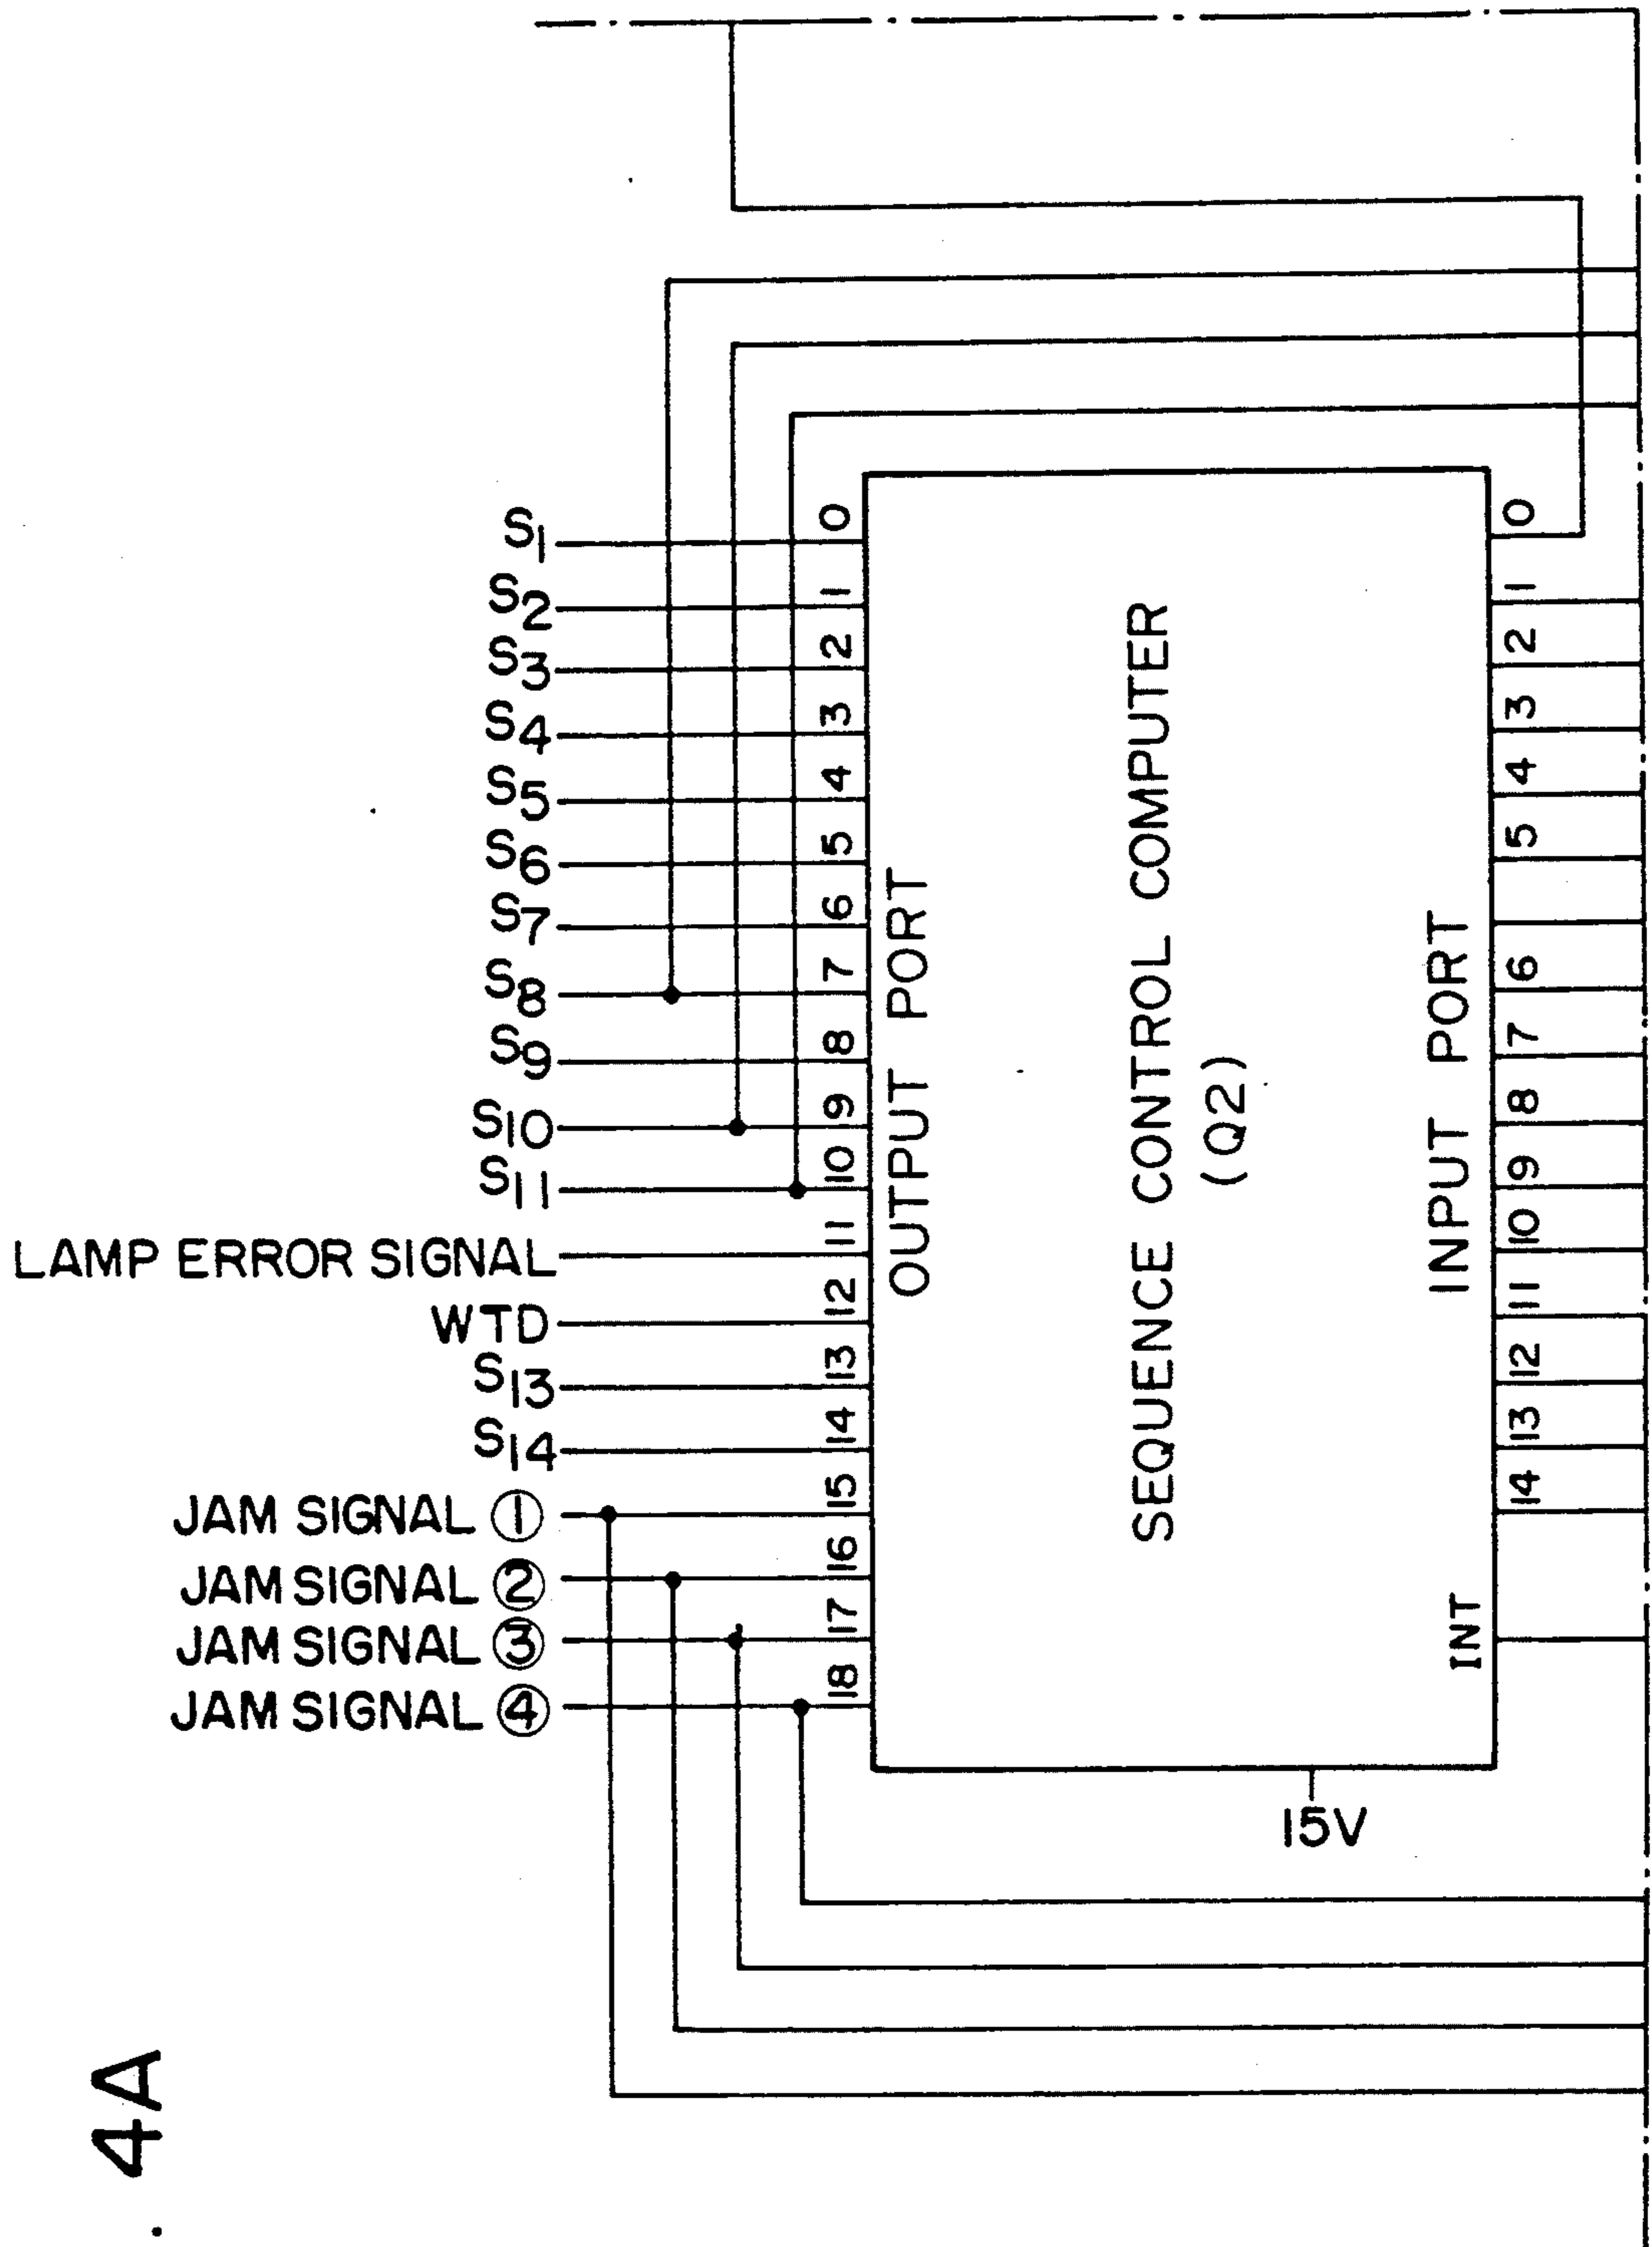 S1
S2
S3
S4
S5
S6
S7
S8
S9
S10
S11
LAMP ERROR SIGNAL
WTD
S13
S14
JAM SIGNAL ①
JAM SIGNAL ②
JAM SIGNAL ③
JAM SIGNAL ④
0
1
2
3
4
5
6
7
8
9
10
11
12
13
14
15
16
17
18
OUTPUT PORT
SEQUENCE CONTROL COMPUTER
(Q2)
INPUT PORT
0
1
2
3
4
5
6
7
8
9
10
11
12
13
14
INT
15V
. 4A